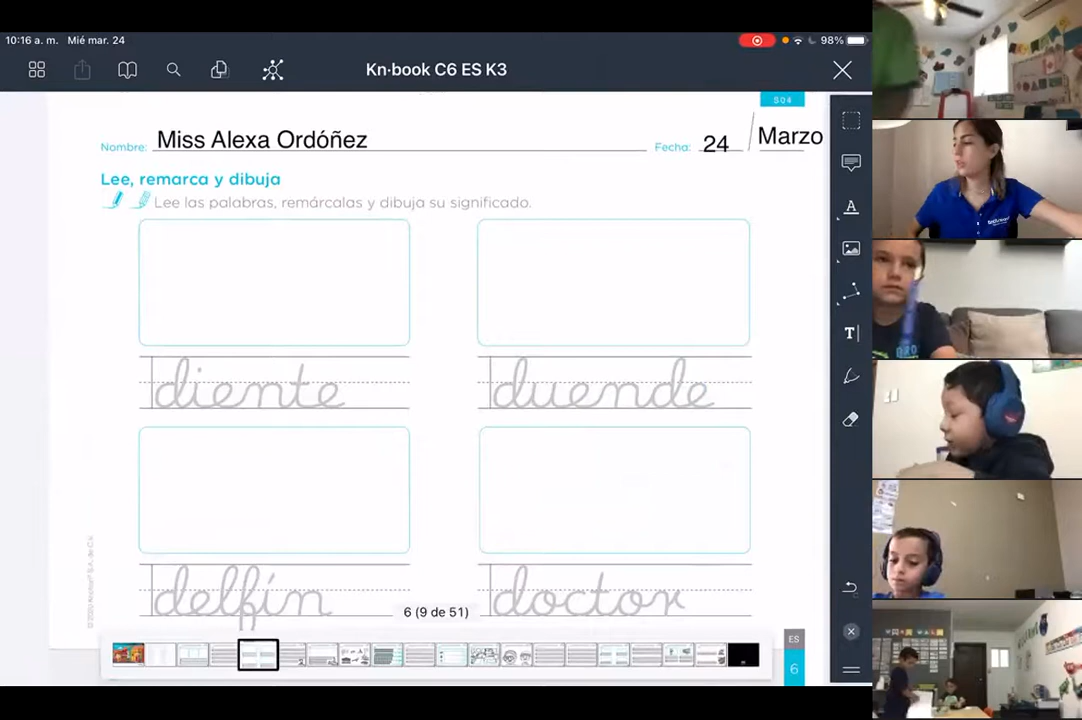 10:16 a. m. Mié mar. 24
98%
Kn·book C6 ES K3
S04
Nombre: Miss Alexa Ordóñez Fecha: 24 / Marzo
Lee, remarca y dibuja
Lee las palabras, remárcalas y dibuja su significado.
diente duende
delfín doctor
6 (9 de 51)
ES
6
A
T